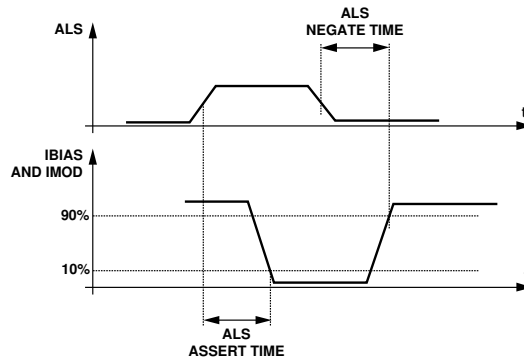 ALS
NEGATE TIME
ALS
t
IBIAS
AND IMOD
90%
10%
ALS
ASSERT TIME